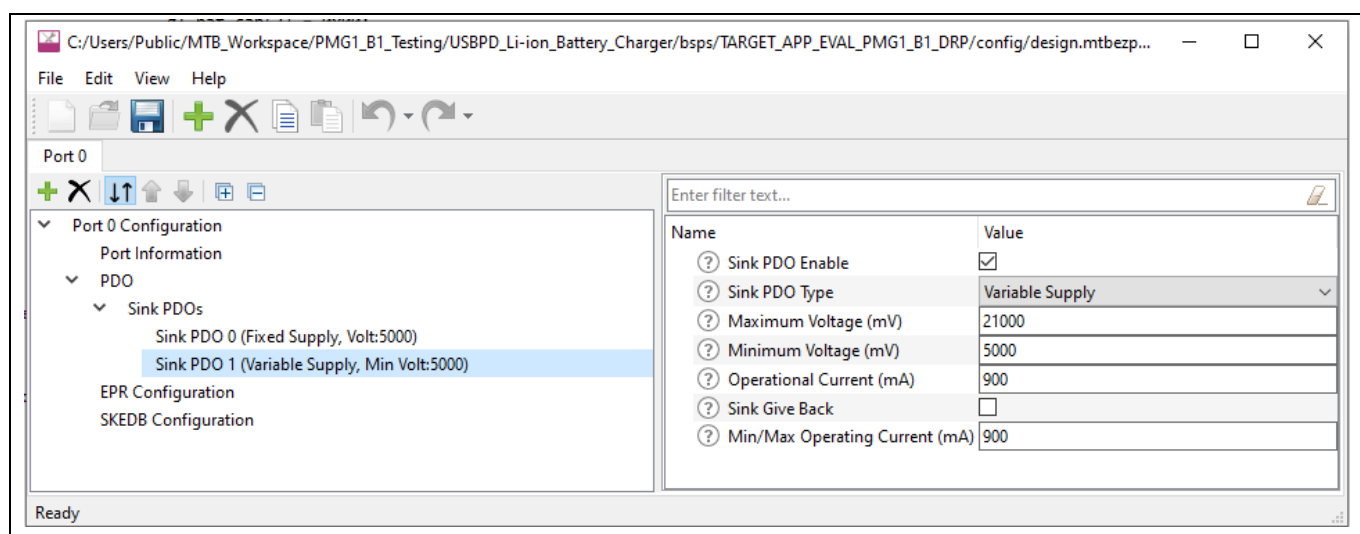 C:/Users/Public/MTB_Workspace/PMG1_B1_Testing/USBPD_Li-ion_Battery_Charger/bsps/TARGET_APP_EVAL_PMG1_B1_DRP/config/design.mtbezp...
File Edit View Help
Port 0
Enter filter text...
Port 0 Configuration
Port Information
PDO
Sink PDOs
Sink PDO 0 (Fixed Supply, Volt:5000)
Sink PDO 1 (Variable Supply, Min Volt:5000)
EPR Configuration
SKEDB Configuration
Name Value
Sink PDO Enable
Sink PDO Type Variable Supply
Maximum Voltage (mV) 21000
Minimum Voltage (mV) 5000
Operational Current (mA) 900
Sink Give Back
Min/Max Operating Current (mA) 900
Ready